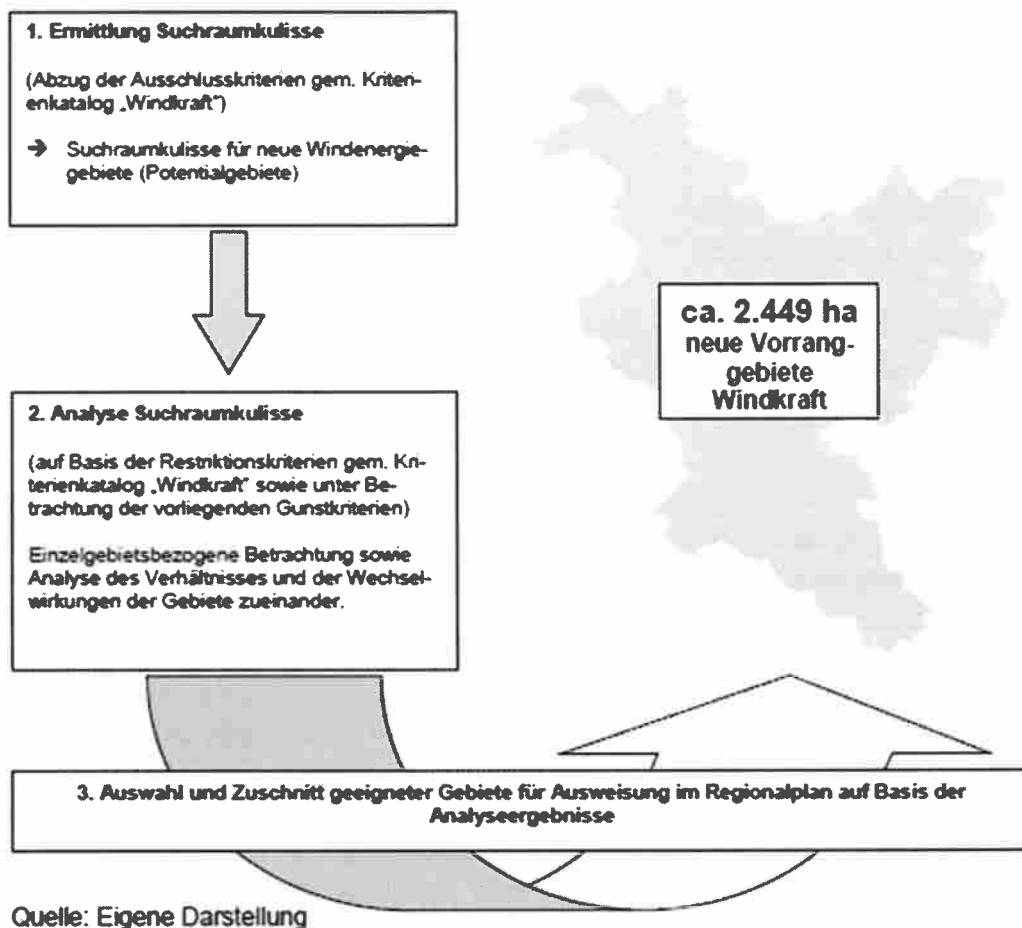 1. Ermittlung Suchraumkulisse
(Abzug der Ausschlusskriterien gem. Kriteri-
enkatalog „Windkraft“)
➔ Suchraumkulisse für neue Windenergie-
gebiete (Potentialgebiete)
ca. 2.449 ha
neue Vorrang-
gebiete
Windkraft
2. Analyse Suchraumkulisse
(auf Basis der Restriktionskriterien gem. Kri-
terienkatalog „Windkraft“ sowie unter Be-
trachtung der vorliegenden Gunstkriterien)
Einzelgebietsbezogene Betrachtung sowie
Analyse des Verhältnisses und der Wechsel-
wirkungen der Gebiete zueinander.
3. Auswahl und Zuschnitt geeigneter Gebiete für Ausweisung im Regionalplan auf Basis der
Analyseergebnisse
Quelle: Eigene Darstellung